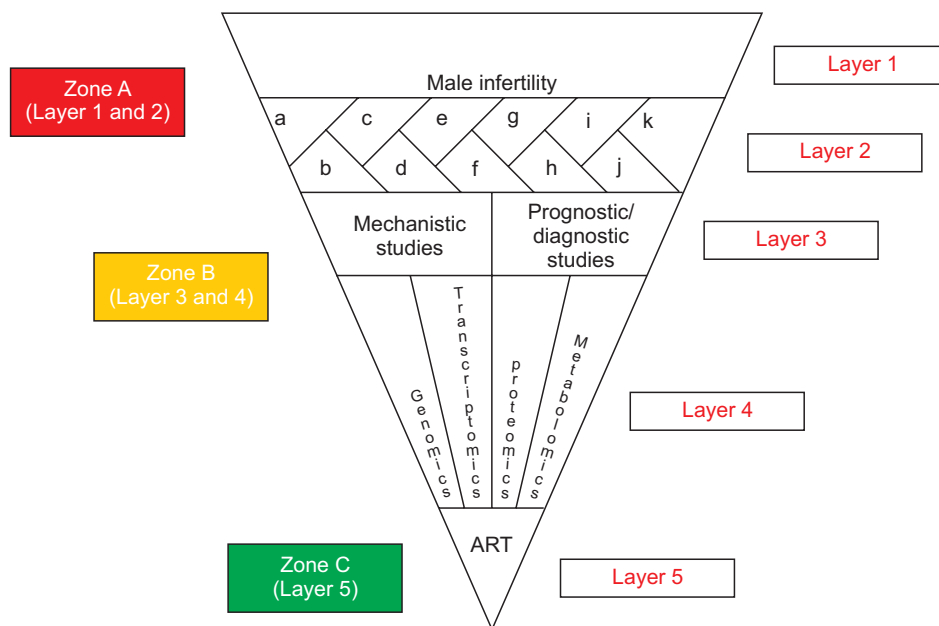 Layer 1
Male infertility
Zone A
(Layer 1 and 2)
a
c
e
g
i
k
b
d
f
h
j
Layer 2
Mechanistic
studies
Prognostic/
diagnostic
studies
Layer 3
Zone B
(Layer 3 and 4)
Genomics
Transcriptomics
proteomics
Metabolomics
Layer 4
ART
Zone C
(Layer 5)
Layer 5